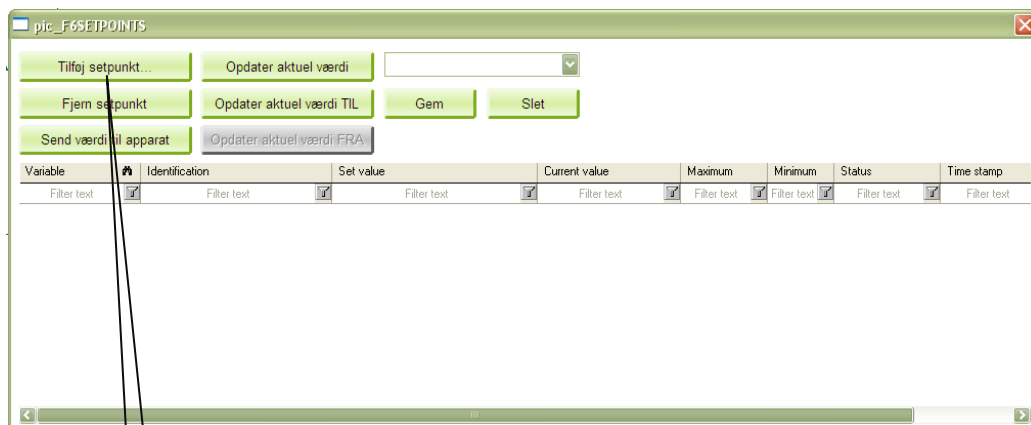 pic_F6SETPOINTS
Tilføj setpunkt... Opdater aktuel værdi
Fjern setpunkt Opdater aktuel værdi TIL Gem Slet
Send værdi til apparat Opdater aktuel værdi FRA
Variable Identification Set value Current value Maximum Minimum Status Time stamp
Filter text Filter text Filter text Filter text Filter text Filter text Filter text Filter text